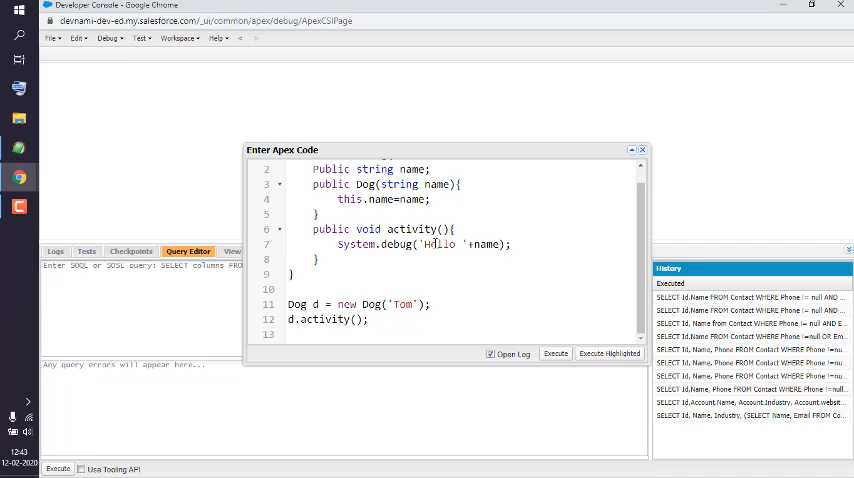 Developer Console - Google Chrome
devnami-dev-ed.my.salesforce.com/_ui/common/apex/debug/ApexCSIPage
File Edit Debug Test Workspace Help < >
Enter Apex Code
2 Public string name;
3 public Dog(string name){
4 this.name=name;
5 }
6 public void activity(){
7 System.debug('Hello '+name);
8 }
9 }
10
11 Dog d = new Dog('Tom');
12 d.activity();
13
Open Log Execute Execute Highlighted
Logs Tests Checkpoints Query Editor View
Enter SOQL or SOSL query: SELECT columns FRO
Any query errors will appear here...
History
Executed
SELECT Id,Name FROM Contact WHERE Phone != null AND ...
SELECT Id,Name FROM Contact WHERE Phone != null AND ...
SELECT Id, Name from Contact WHERE Phone != null AND E...
SELECT Id,Name FROM Contact WHERE Phone != null OR Em...
SELECT Id, Name, Phone FROM Contact WHERE Phone !=nu...
SELECT Id, Name, Phone FROM Contact WHERE Phone !=nu...
SELECT Id,Name, Phone FROM Contact WHERE Phone !=null...
SELECT Id,Account.Name, Account.Industry, Account.websit...
SELECT Id, Name, Industry, (SELECT Name, Email FROM Co...
Execute Use Tooling API
12:43
12-02-2020